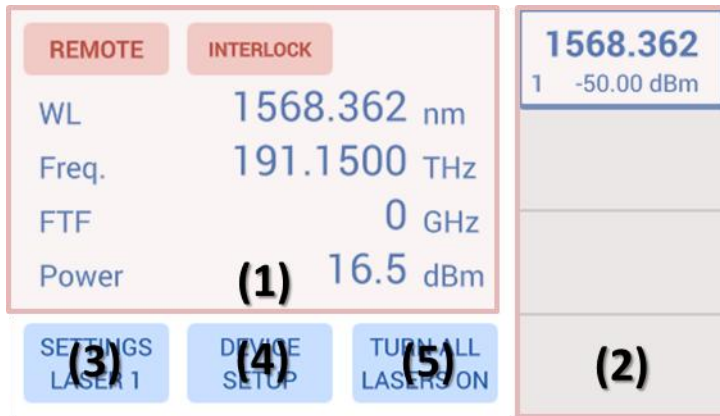 REMOTE INTERLOCK
WL 1568.362 nm
Freq. 191.1500 THz
FTF 0 GHz
Power 16.5 dBm
(1)
SETTINGS LASER 1
(3)
DEVICE SETUP
(4)
TURN ALL LASERS ON
(5)
1568.362
1 -50.00 dBm
(2)